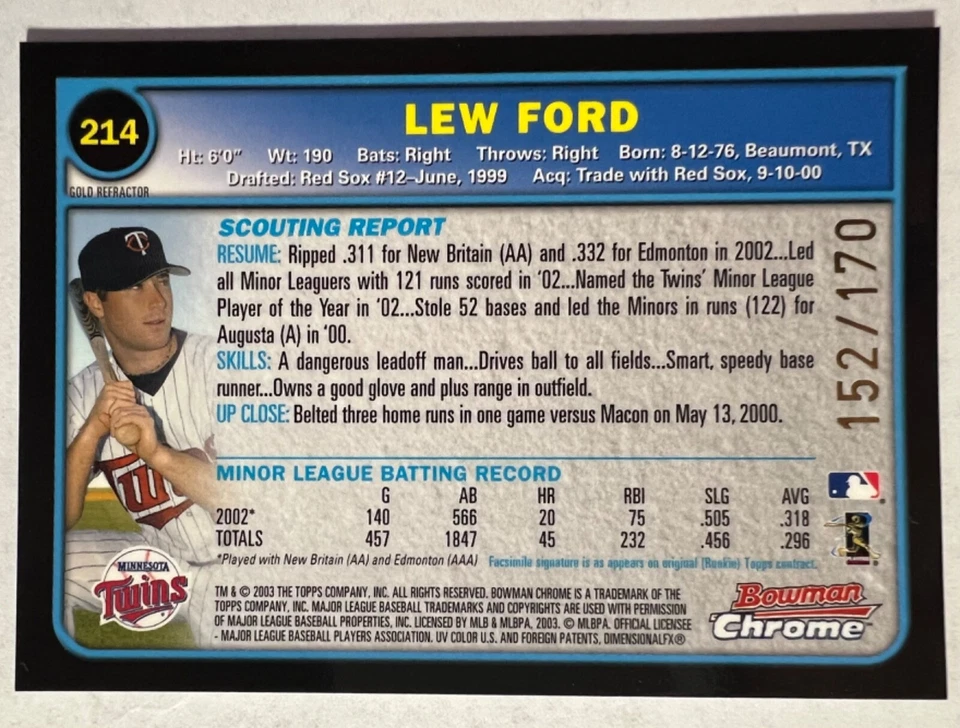 214
LEW FORD
Ht: 6'0" Wt: 190 Bats: Right Throws: Right Born: 8-12-76, Beaumont, TX
Drafted: Red Sox #12–June, 1999 Acq: Trade with Red Sox, 9-10-00
GOLD REFRACTOR
SCOUTING REPORT
RESUME: Ripped .311 for New Britain (AA) and .332 for Edmonton in 2002...Led
all Minor Leaguers with 121 runs scored in '02...Named the Twins' Minor League
Player of the Year in '02...Stole 52 bases and led the Minors in runs (122) for
Augusta (A) in '00.
SKILLS: A dangerous leadoff man...Drives ball to all fields...Smart, speedy base
runner...Owns a good glove and plus range in outfield.
UP CLOSE: Belted three home runs in one game versus Macon on May 13, 2000.
152/170
MINOR LEAGUE BATTING RECORD
G AB HR RBI SLG AVG
2002* 140 566 20 75 .505 .318
TOTALS 457 1847 45 232 .456 .296
*Played with New Britain (AA) and Edmonton (AAA) Facsimile signature is as appears on original (Rookie) Topps contract.
MINNESOTA
Twins
TM & © 2003 THE TOPPS COMPANY, INC. ALL RIGHTS RESERVED. BOWMAN CHROME IS A TRADEMARK OF THE
TOPPS COMPANY, INC. MAJOR LEAGUE BASEBALL TRADEMARKS AND COPYRIGHTS ARE USED WITH PERMISSION
OF MAJOR LEAGUE BASEBALL PROPERTIES, INC. LICENSED BY MLB & MLBPA, 2003. © MLBPA. OFFICIAL LICENSEE
- MAJOR LEAGUE BASEBALL PLAYERS ASSOCIATION. UV COLOR U.S. AND FOREIGN PATENTS, DIMENSIONALFX®
Bowman
Chrome™